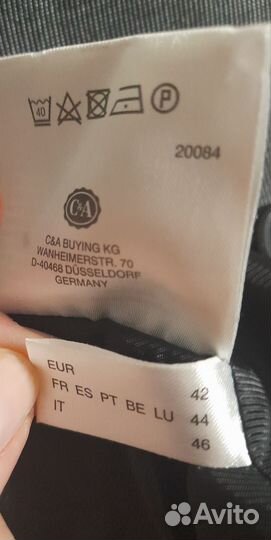 40 P
20084
C&A
C&A BUYING KG
WANHEIMERSTR. 70
D-40468 DÜSSELDORF
GERMANY
EUR 42
FR ES PT BE LU 44
IT 46
Avito